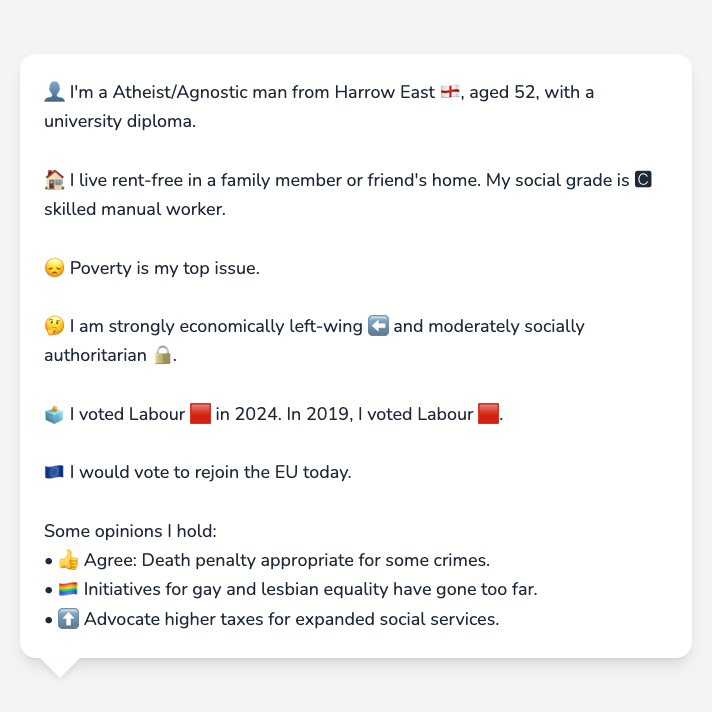 👤 I'm a Atheist/Agnostic man from Harrow East 🏴󠁧󠁢󠁥󠁮󠁧󠁿, aged 52, with a
university diploma.
🏠 I live rent-free in a family member or friend's home. My social grade is 🅲
skilled manual worker.
😞 Poverty is my top issue.
🤔 I am strongly economically left-wing ⬅️ and moderately socially
authoritarian 🔒.
🗳️ I voted Labour 🟥 in 2024. In 2019, I voted Labour 🟥.
🇪🇺 I would vote to rejoin the EU today.
Some opinions I hold:
• 👍 Agree: Death penalty appropriate for some crimes.
• 🏳️‍🌈 Initiatives for gay and lesbian equality have gone too far.
• ⬆️ Advocate higher taxes for expanded social services.